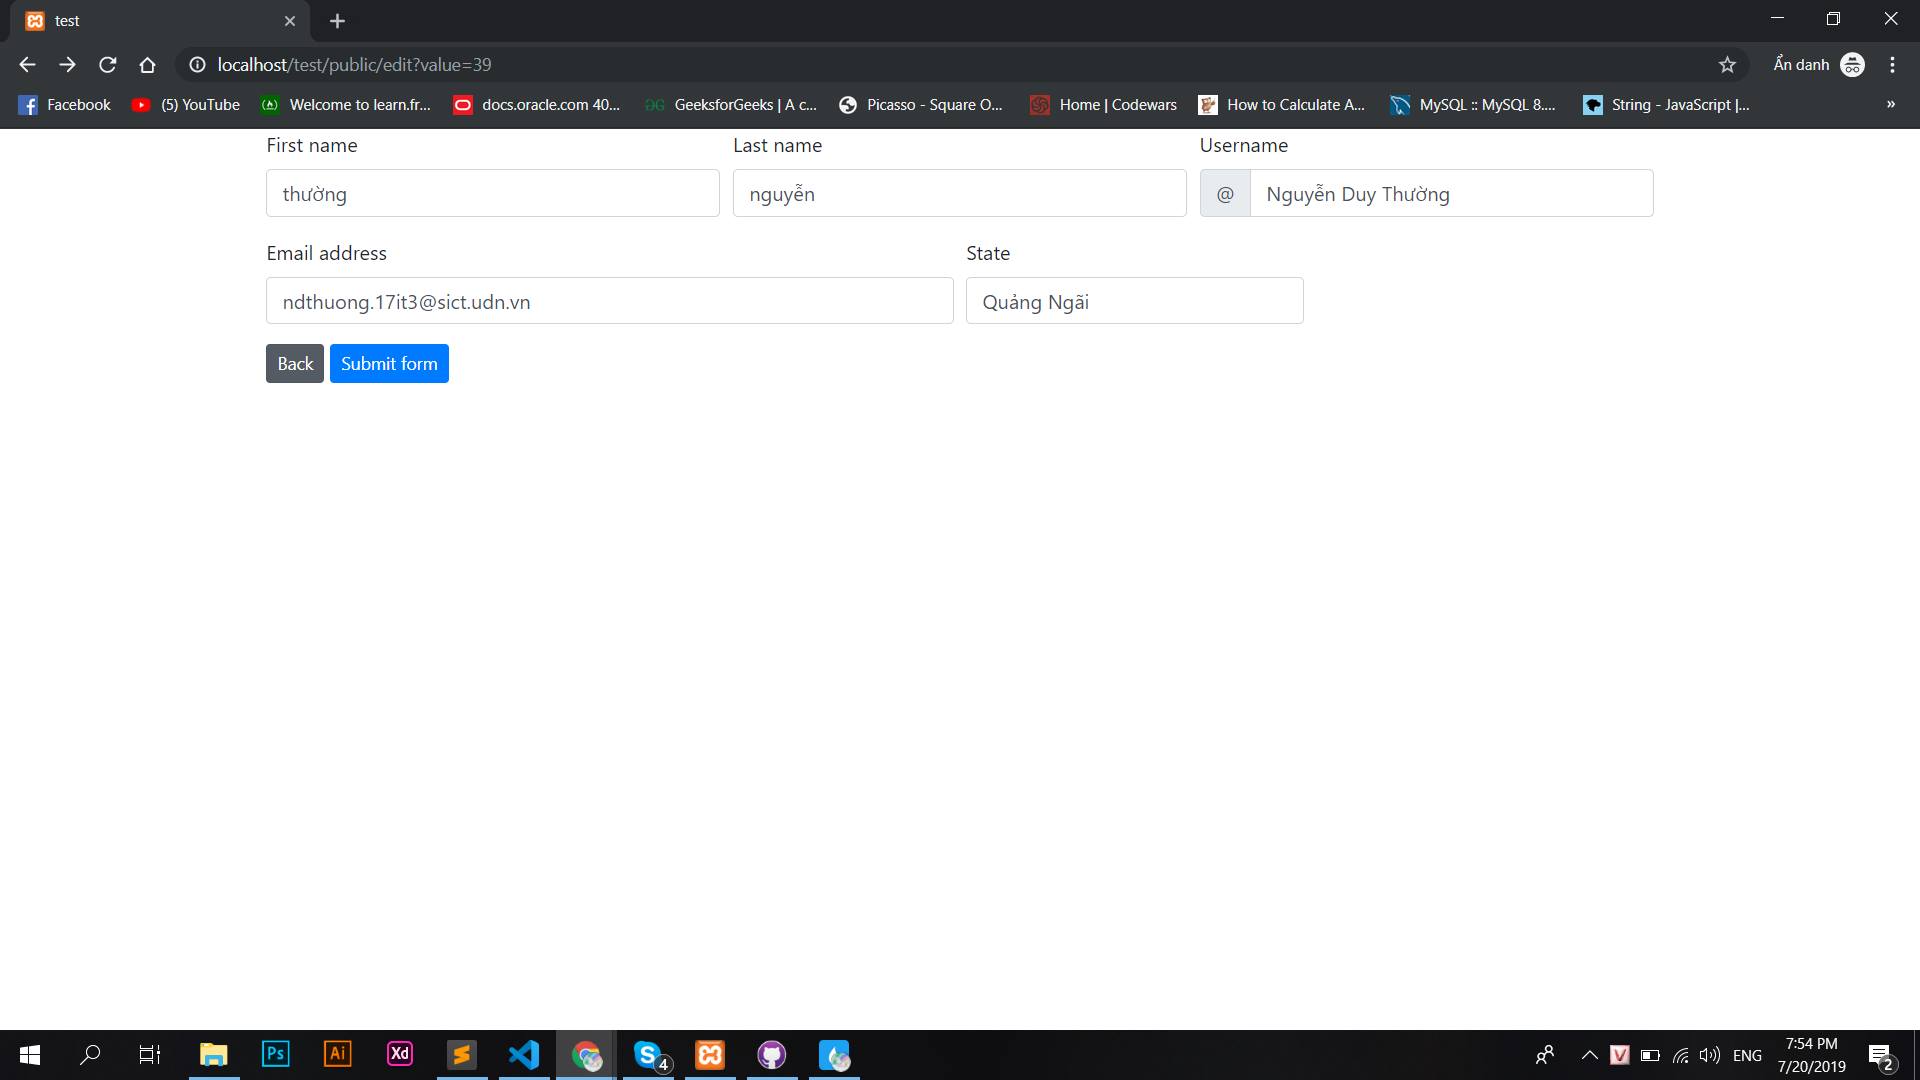 test
localhost/test/public/edit?value=39
Ẩn danh
Facebook
(5) YouTube
Welcome to learn.fr...
docs.oracle.com 40...
GeeksforGeeks | A c...
Picasso - Square O...
Home | Codewars
How to Calculate A...
MySQL :: MySQL 8....
String - JavaScript |...
»
First name
Last name
Username
thường
nguyễn
@ Nguyễn Duy Thường
Email address
State
ndthuong.17it3@sict.udn.vn
Quảng Ngãi
Back
Submit form
Ps
Ai
Xd
4
ENG
7:54 PM
7/20/2019
2